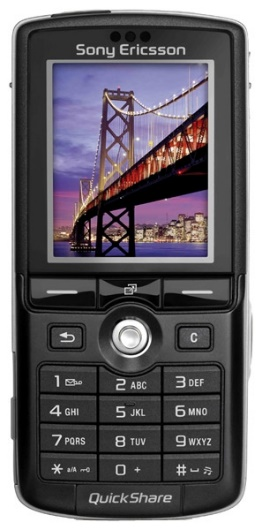 Sony Ericsson
C
1 2 ABC 3 DEF
4 GHI 5 JKL 6 MNO
7 PQRS 8 TUV 9 WXYZ
* a/A 0 + #
QuickShare